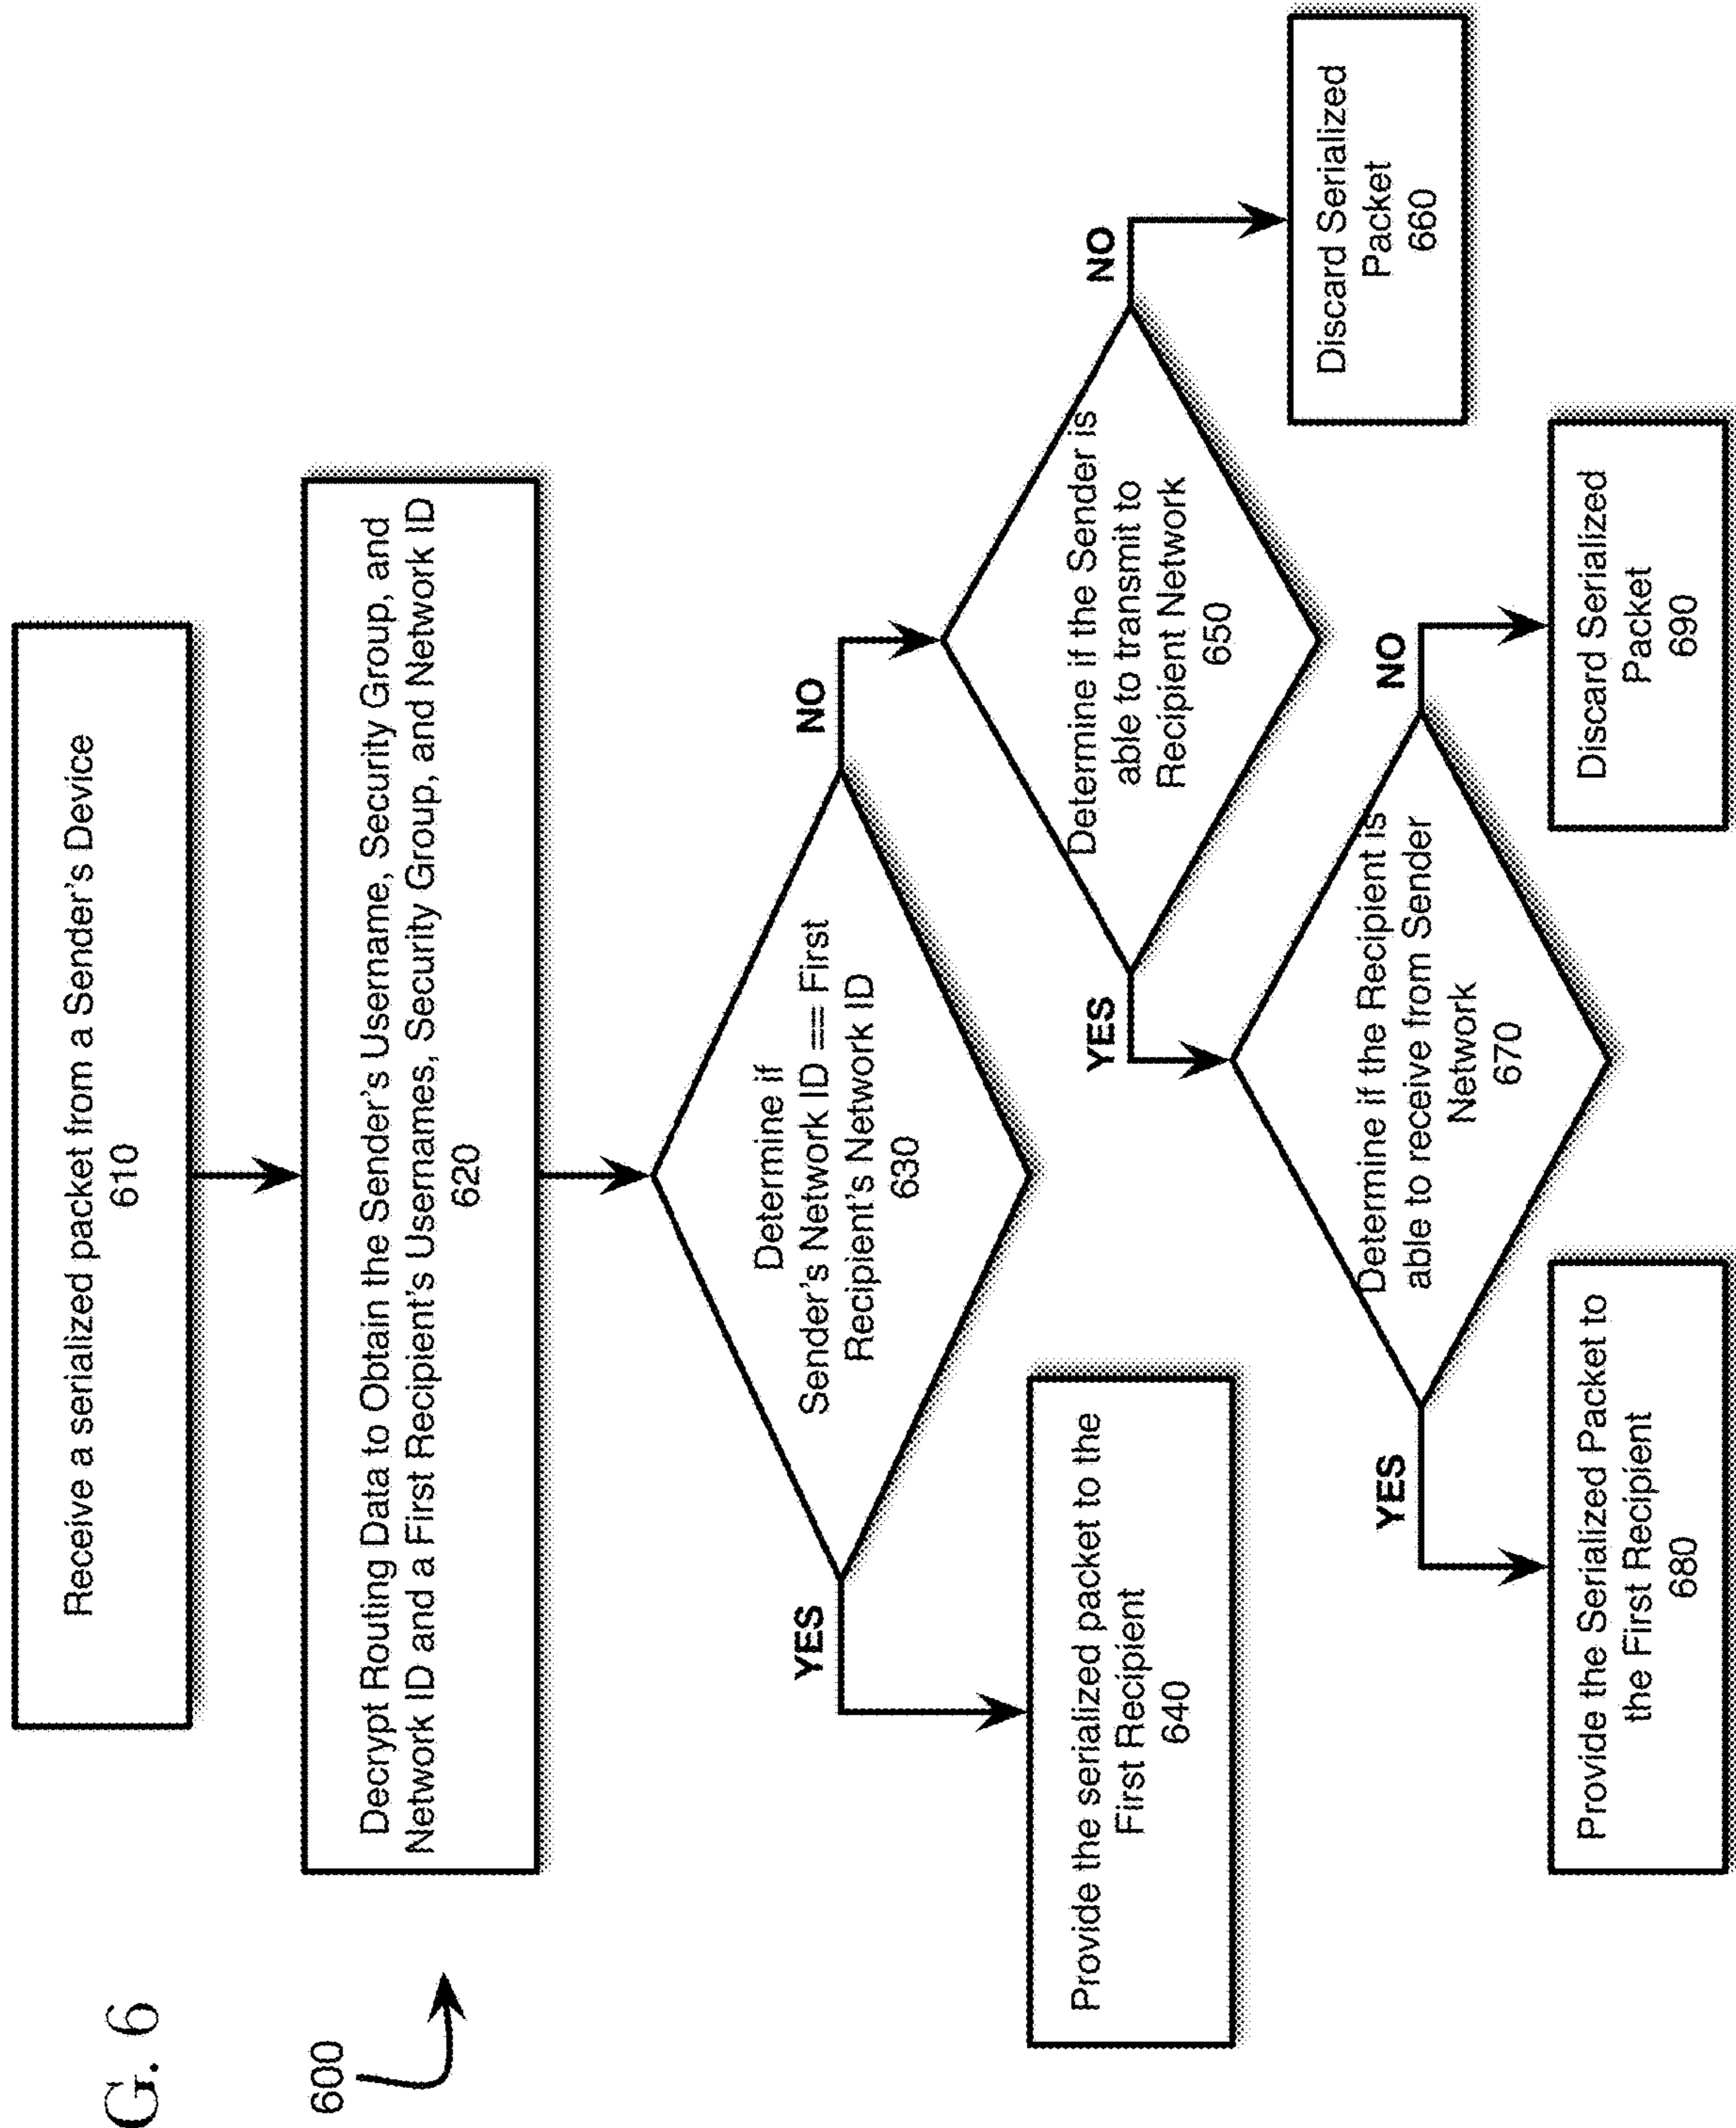 G. 6
600
Receive a serialized packet from a Sender's Device
610
Decrypt Routing Data to Obtain the Sender's Username, Security Group, and
Network ID and a First Recipient's Usernames, Security Group, and Network ID
620
Determine if
Sender's Network ID == First
Recipient's Network ID
630
YES
NO
Provide the serialized packet to the
First Recipient
640
Determine if the Sender is
able to transmit to
Recipient Network
650
YES
NO
Discard Serialized
Packet
660
Determine if the Recipient is
able to receive from Sender
Network
670
YES
NO
Provide the Serialized Packet to
the First Recipient
680
Discard Serialized
Packet
690